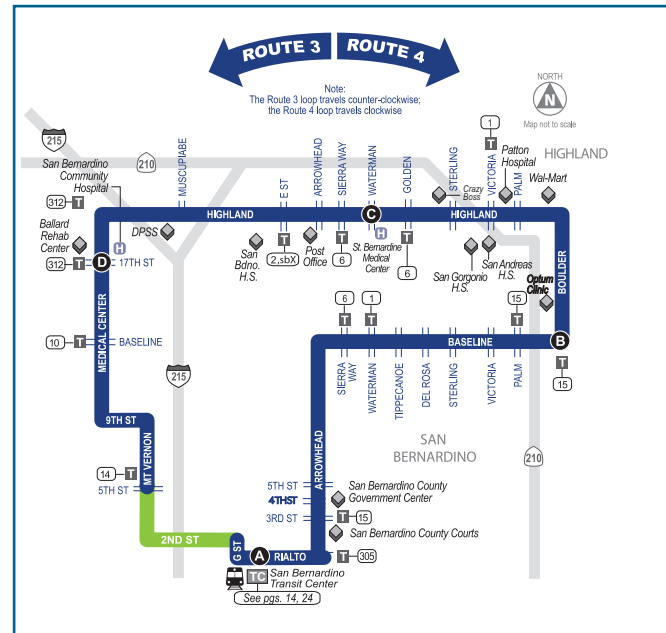 ROUTE 3
ROUTE 4
Note:
The Route 3 loop travels counter-clockwise;
the Route 4 loop travels clockwise
NORTH
N
Map not to scale
215
210
San Bernardino
Community
Hospital
312 T
H
Ballard
Rehab
Center
312 T
D
17TH ST
DPSS
MUSCUPIABE
HIGHLAND
San
Bdno.
H.S.
E ST
T
2,sbX
ARROWHEAD
Post
Office
SIERRA WAY
T
6
WATERMAN
C
H
St. Bernardine
Medical
Center
GOLDEN
T
6
STERLING
Crazy
Boss
HIGHLAND
1
T
VICTORIA
Patton
Hospital
PALM
HIGHLAND
Wal-Mart
San Gorgonio
H.S.
San Andreas
H.S.
Optum
Clinic
BOULDER
B
T
15
10 T
BASELINE
MEDICAL CENTER
215
6
T
SIERRA
WAY
1
T
WATERMAN
TIPPECANOE
DEL ROSA
STERLING
VICTORIA
15
T
PALM
BASELINE
210
9TH ST
MT VERNON
14 T
5TH ST
2ND ST
G ST
A
RIALTO
ARROWHEAD
SAN
BERNARDINO
5TH ST
San Bernardino County
Government Center
4THST
3RD ST
T 15
San Bernardino County Courts
T 305
TC
San Bernardino
Transit Center
See pgs. 14, 24